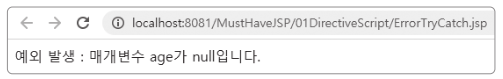 localhost:8081/MustHaveJSP/01DirectiveScript/ErrorTryCatch.jsp
예외 발생 : 매개변수 age가 null입니다.